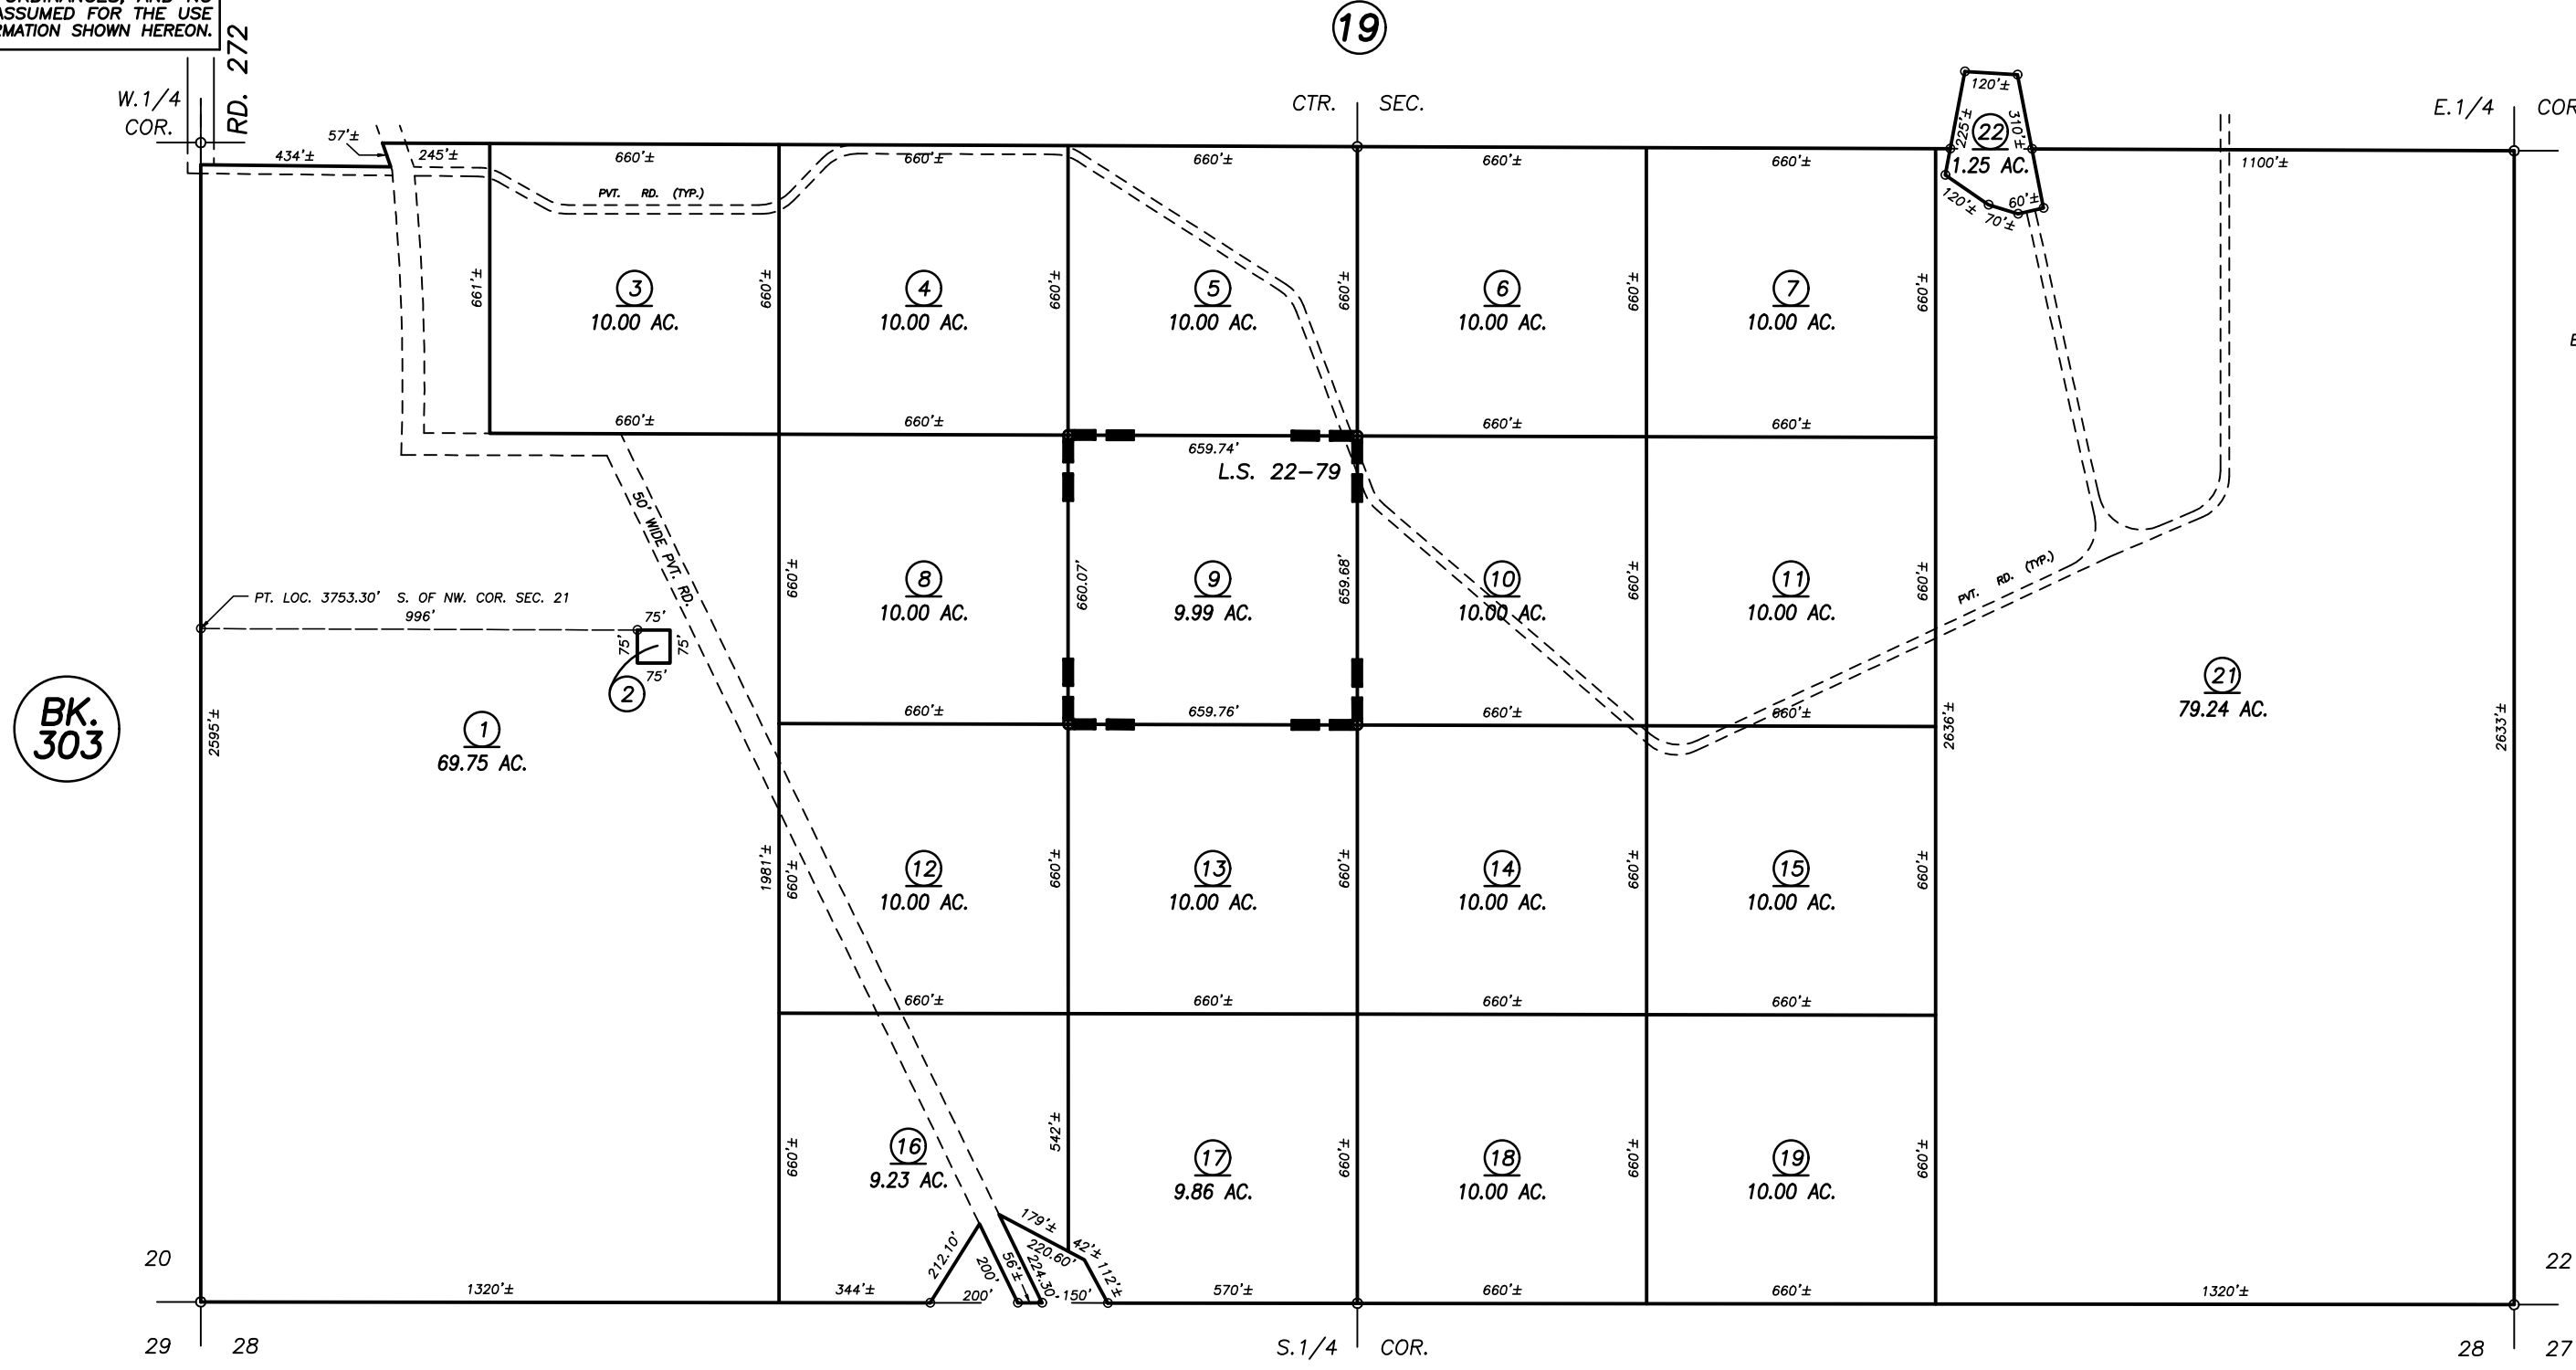 ASSUMED FOR THE USE
SHOWN HEREON.
RD. 272
19
W.1/4
COR.
CTR. SEC.
E.1/4 COR
57'±
434'±
245'±
660'±
660'±
660'±
660'±
660'±
120'±
225'±
310'±
22
1.25 AC.
1100'±
120'±
70'±
60'±
PVT. RD. (TYP.)
661'±
3
10.00 AC.
660'±
4
10.00 AC.
660'±
5
10.00 AC.
660'±
6
10.00 AC.
660'±
7
10.00 AC.
660'±
660'±
660'±
659.74'
660'±
660'±
L.S. 22-79
50' WIDE PVT. RD.
PT. LOC. 3753.30' S. OF NW. COR. SEC. 21
996'
75'
75'
75'
75'
2
660'±
8
10.00 AC.
660.07'
9
9.99 AC.
659.68'
10
10.00 AC.
660'±
11
10.00 AC.
660'±
PVT. RD. (TYP.)
660'±
659.76'
660'±
660'±
BK.
303
2595'±
1
69.75 AC.
2636'±
21
79.24 AC.
2633'±
1981'±
660'±
12
10.00 AC.
660'±
13
10.00 AC.
660'±
14
10.00 AC.
660'±
15
10.00 AC.
660'±
660'±
660'±
660'±
660'±
660'±
16
9.23 AC.
542'±
17
9.86 AC.
660'±
18
10.00 AC.
660'±
19
10.00 AC.
660'±
179'±
220.60'
42'±
112'±
212.10'
200'
56'±
224.30'
20
22
1320'±
344'±
200'
150'
570'±
660'±
660'±
1320'±
29 28
S.1/4 COR.
28 27